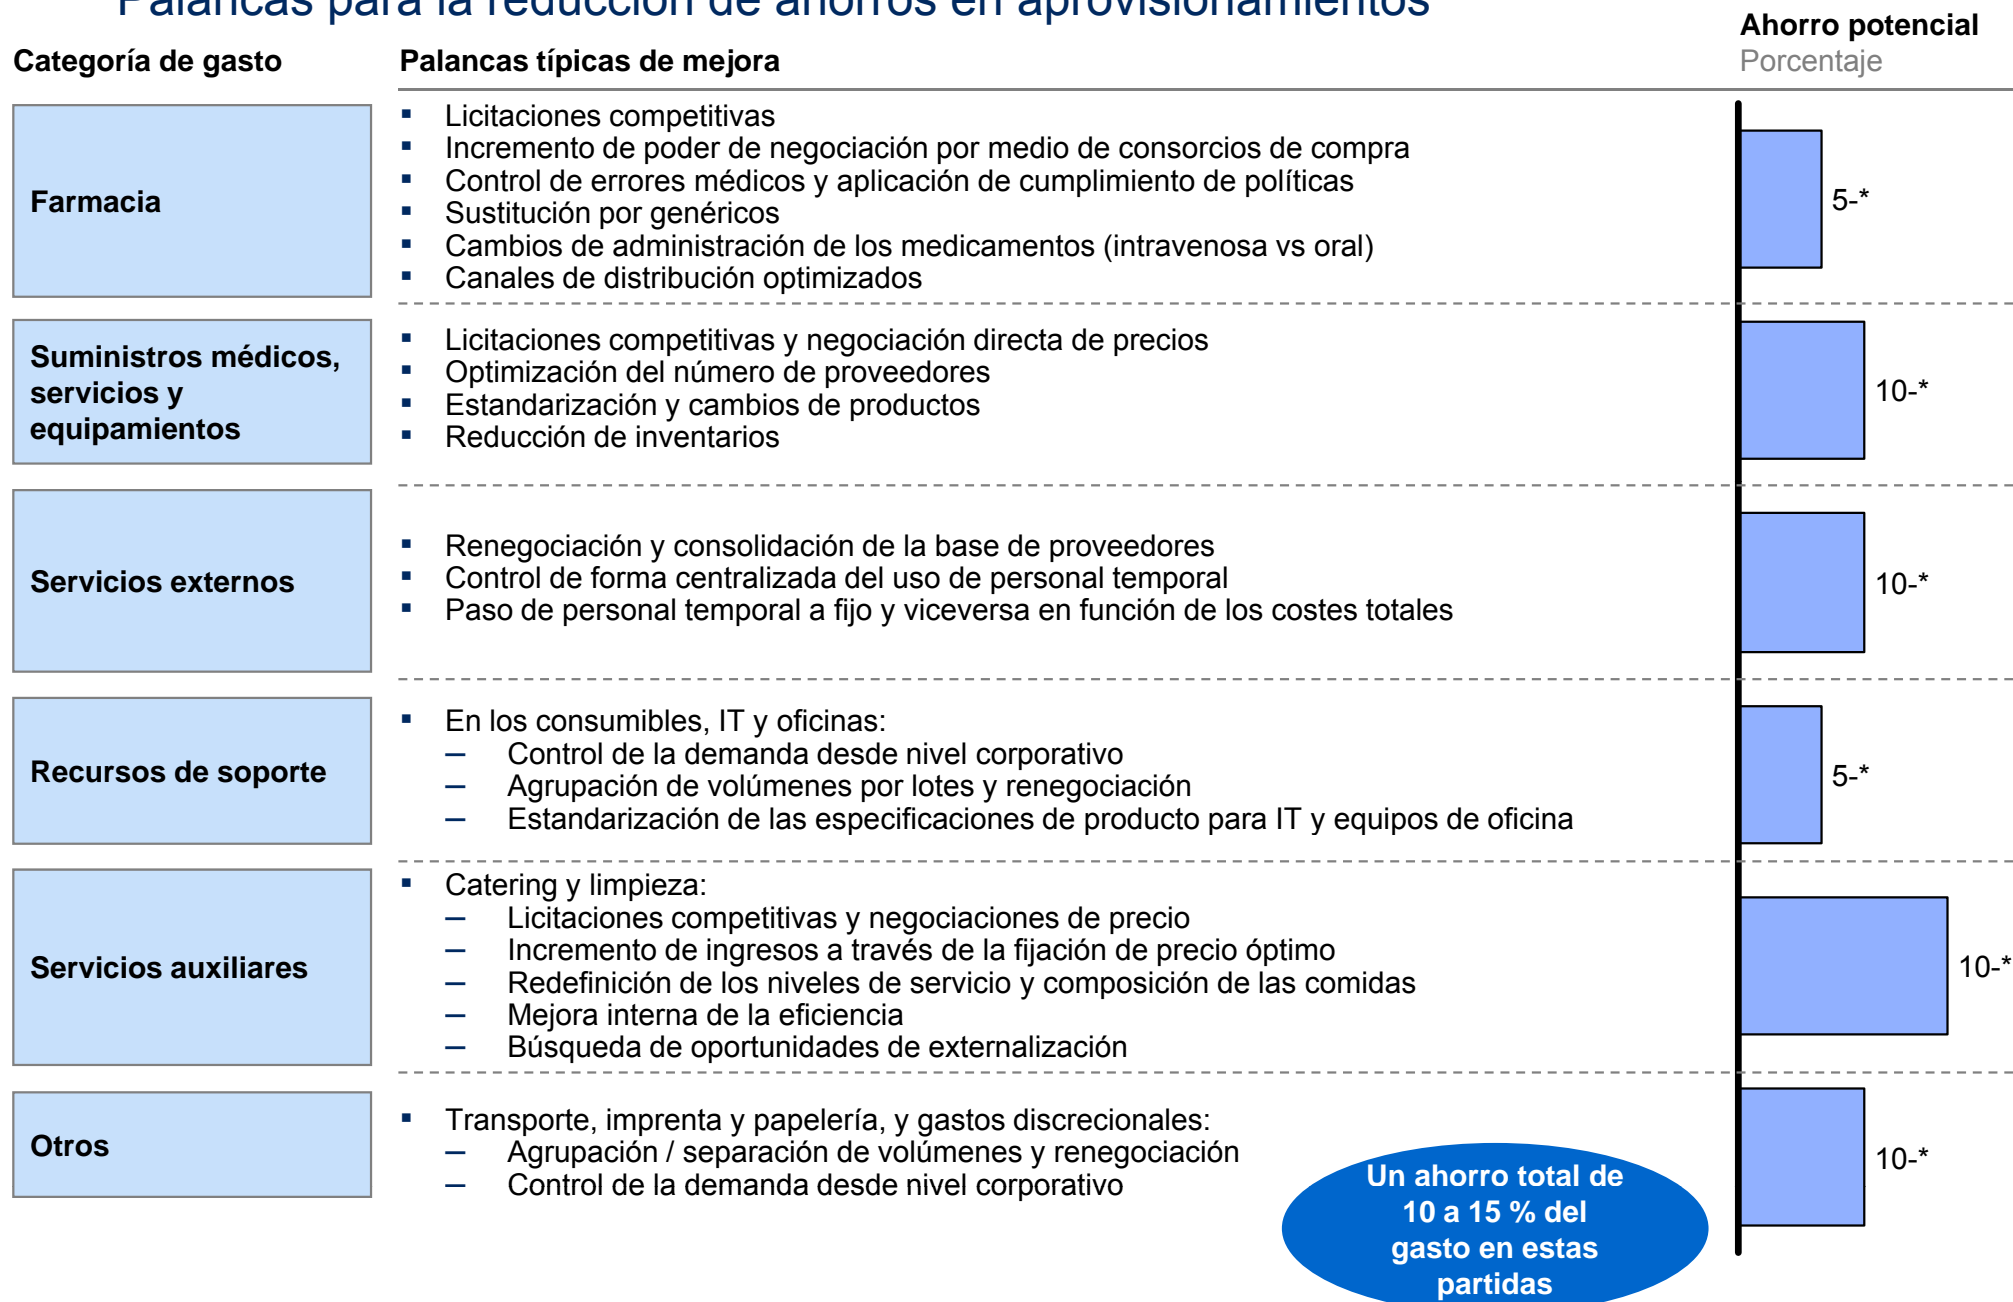 Palancas para la reducción de ahorros en aprovisionamientos
Categoría de gasto
Palancas típicas de mejora
Ahorro potencial
Porcentaje
Farmacia
▪ Licitaciones competitivas
▪ Incremento de poder de negociación por medio de consorcios de compra
▪ Control de errores médicos y aplicación de cumplimiento de políticas
▪ Sustitución por genéricos
▪ Cambios de administración de los medicamentos (intravenosa vs oral)
▪ Canales de distribución optimizados
5-*
Suministros médicos,
servicios y
equipamientos
▪ Licitaciones competitivas y negociación directa de precios
▪ Optimización del número de proveedores
▪ Estandarización y cambios de productos
▪ Reducción de inventarios
10-*
Servicios externos
▪ Renegociación y consolidación de la base de proveedores
▪ Control de forma centralizada del uso de personal temporal
▪ Paso de personal temporal a fijo y viceversa en función de los costes totales
10-*
Recursos de soporte
▪ En los consumibles, IT y oficinas:
– Control de la demanda desde nivel corporativo
– Agrupación de volúmenes por lotes y renegociación
– Estandarización de las especificaciones de producto para IT y equipos de oficina
5-*
Servicios auxiliares
▪ Catering y limpieza:
– Licitaciones competitivas y negociaciones de precio
– Incremento de ingresos a través de la fijación de precio óptimo
– Redefinición de los niveles de servicio y composición de las comidas
– Mejora interna de la eficiencia
– Búsqueda de oportunidades de externalización
10-*
Otros
▪ Transporte, imprenta y papelería, y gastos discrecionales:
– Agrupación / separación de volúmenes y renegociación
– Control de la demanda desde nivel corporativo
10-*
Un ahorro total de
10 a 15 % del
gasto en estas
partidas